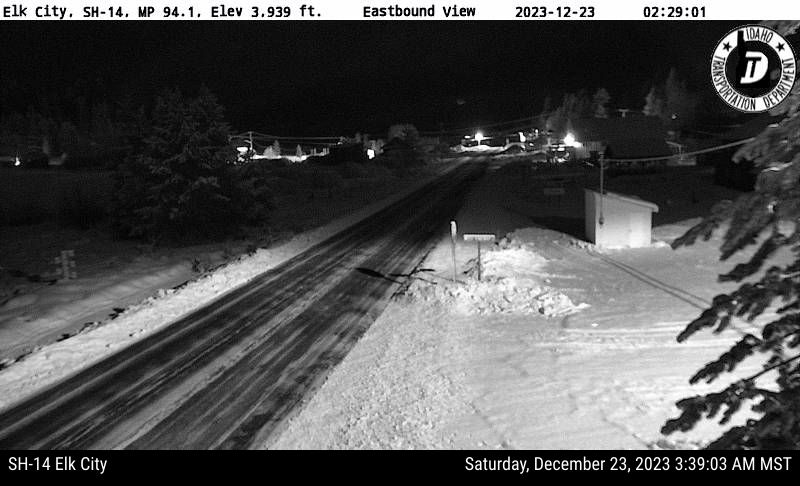 Elk City, SH-14, MP 94.1, Elev 3,939 ft. Eastbound View 2023-12-23 02:29:01
IDAHO
TRANSPORTATION DEPARTMENT
SH-14 Elk City Saturday, December 23, 2023 3:39:03 AM MST